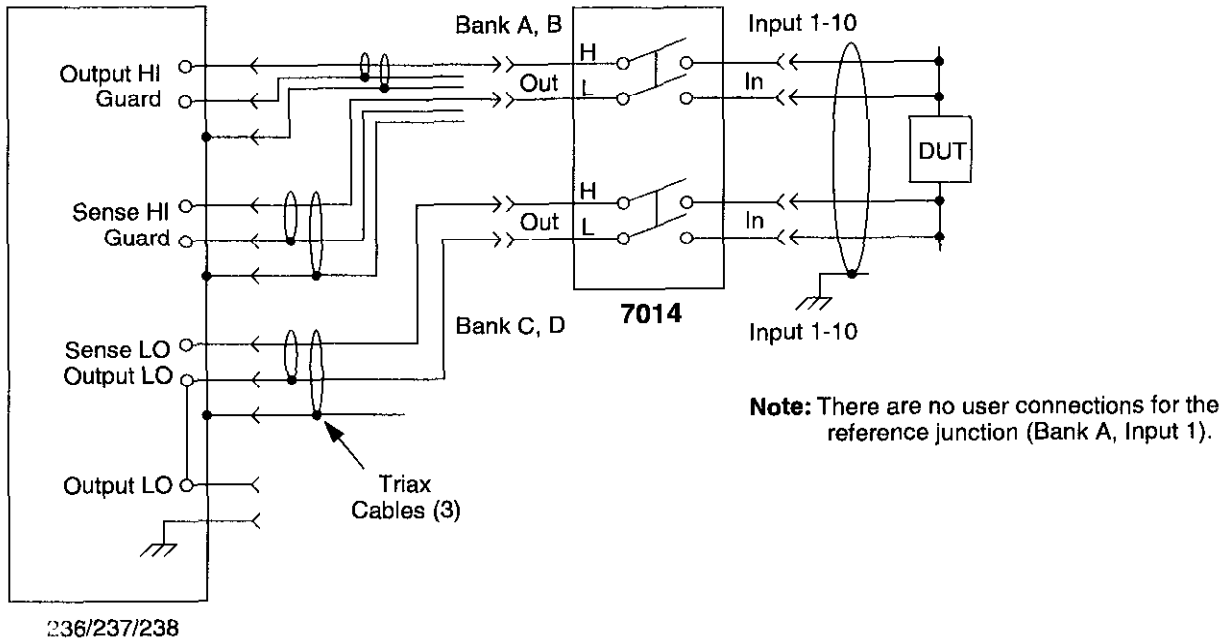 Bank A, B
Input 1-10
Output HI
Guard
H
Out
L
In
DUT
Sense HI
Guard
H
Out
L
In
7014
Bank C, D
Input 1-10
Sense LO
Output LO
Note: There are no user connections for the
reference junction (Bank A, Input 1).
Output LO
Triax
Cables (3)
236/237/238